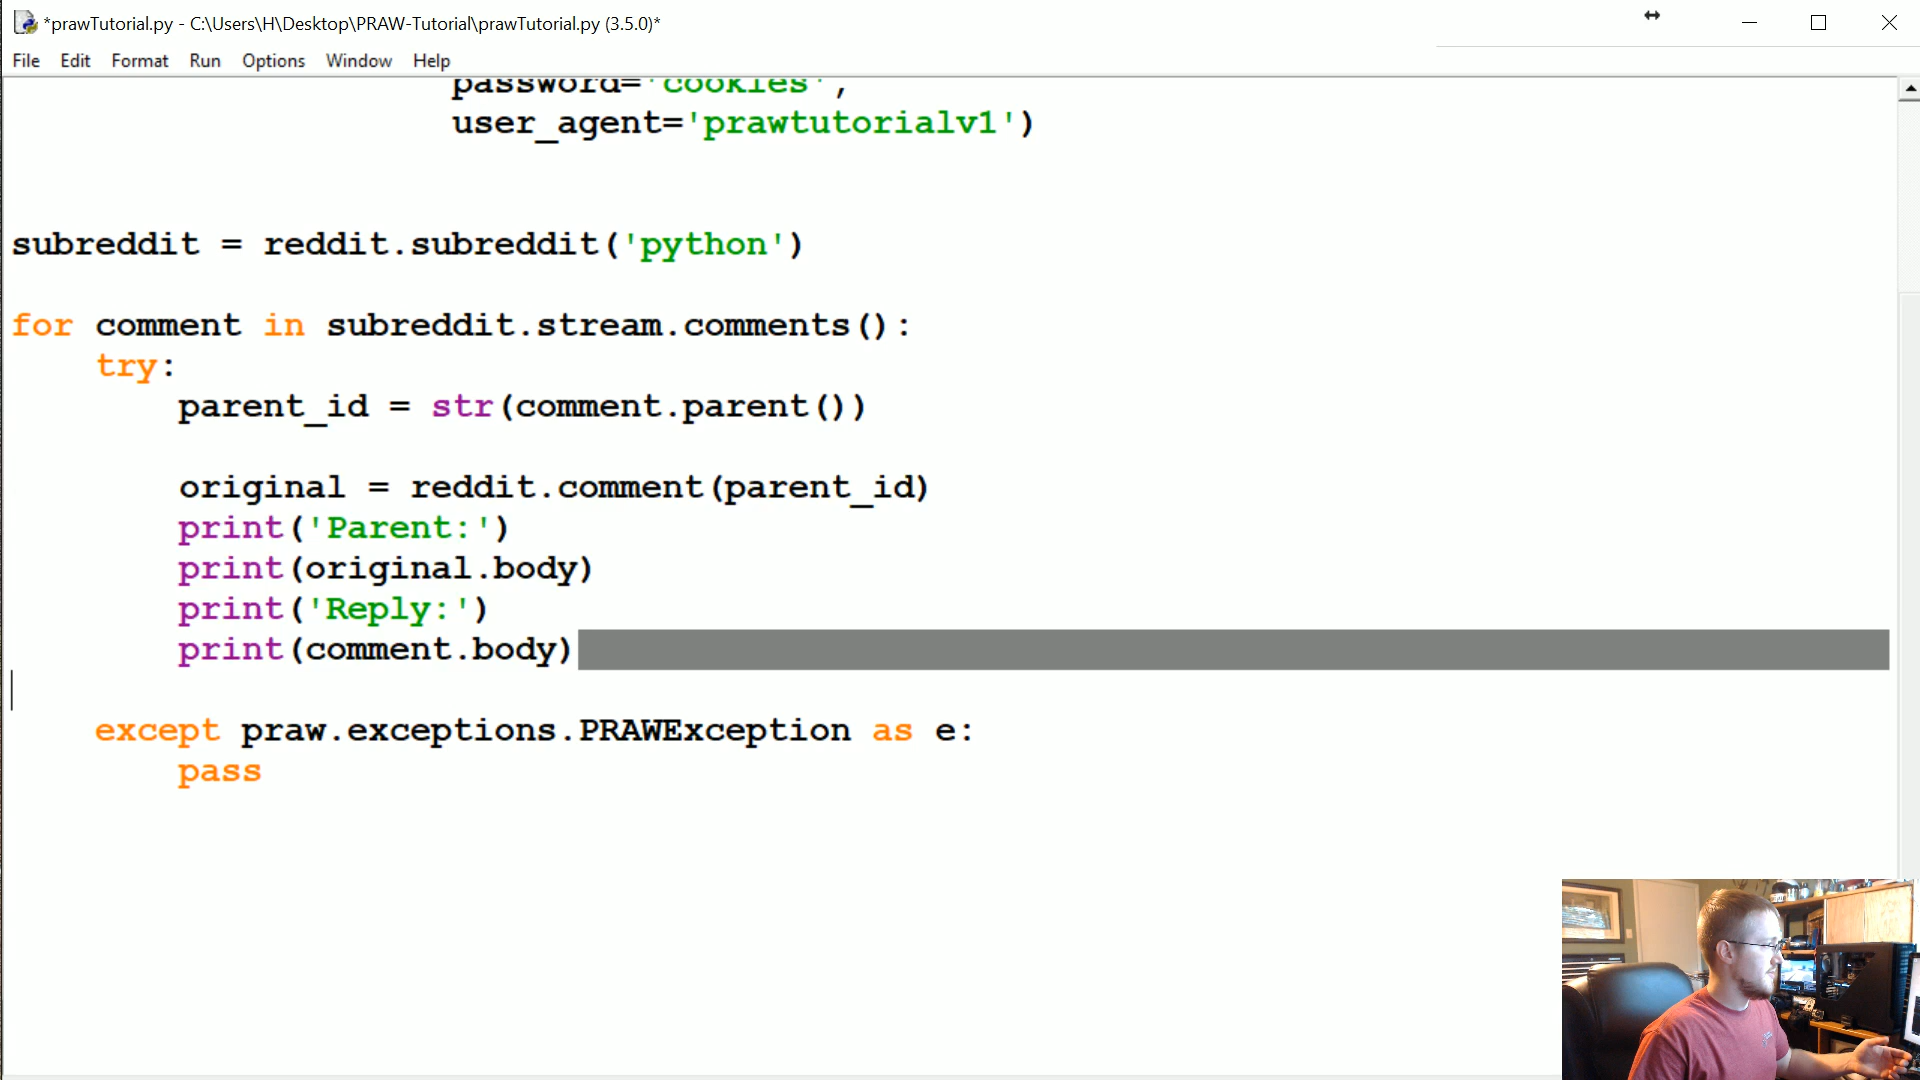 *prawTutorial.py - C:\Users\H\Desktop\PRAW-Tutorial\prawTutorial.py (3.5.0)*
File Edit Format Run Options Window Help
password='cookies',
user_agent='prawtutorialv1')
subreddit = reddit.subreddit('python')
for comment in subreddit.stream.comments():
try:
parent_id = str(comment.parent())
original = reddit.comment(parent_id)
print('Parent:')
print(original.body)
print('Reply:')
print(comment.body)
except praw.exceptions.PRAWException as e:
pass